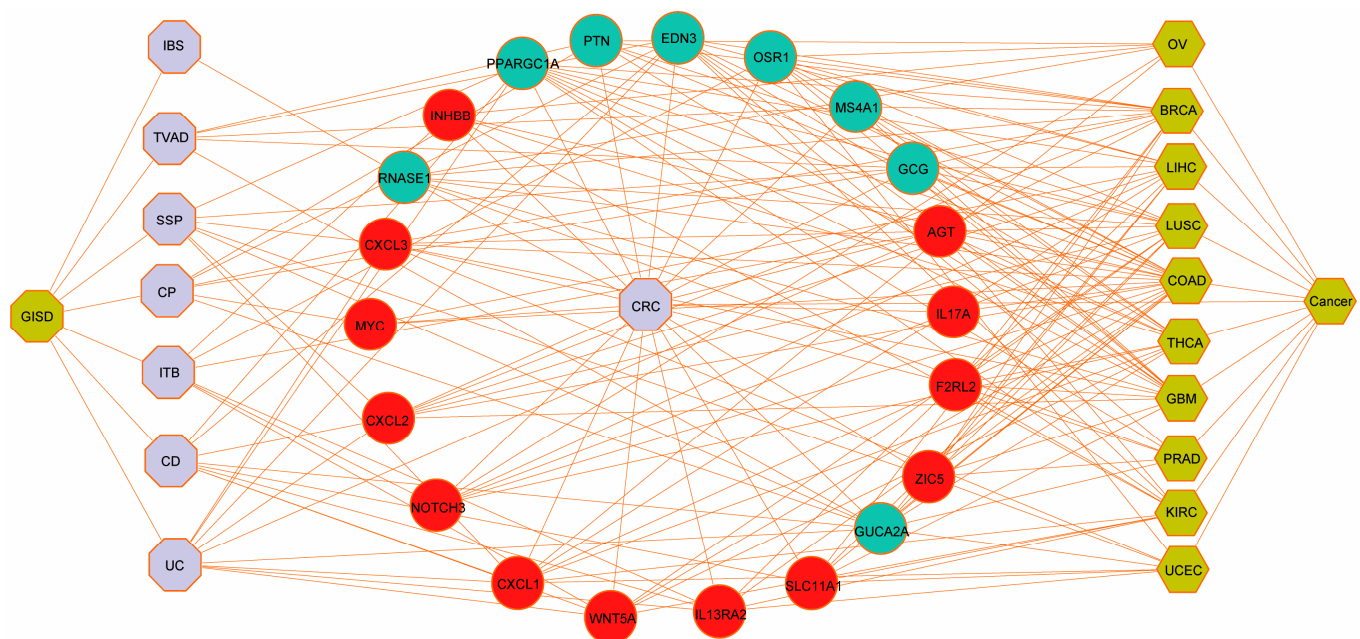 IBS
TVAD
SSP
CP
GISD
ITB
CD
UC
PTN
EDN3
PPARGC1A
OSR1
INHBB
MS4A1
RNASE1
GCG
CXCL3
AGT
CRC
MYC
IL17A
F2RL2
CXCL2
ZIC5
NOTCH3
GUCA2A
CXCL1
SLC11A1
WNT5A
IL13RA2
OV
BRCA
LIHC
LUSC
COAD
Cancer
THCA
GBM
PRAD
KIRC
UCEC